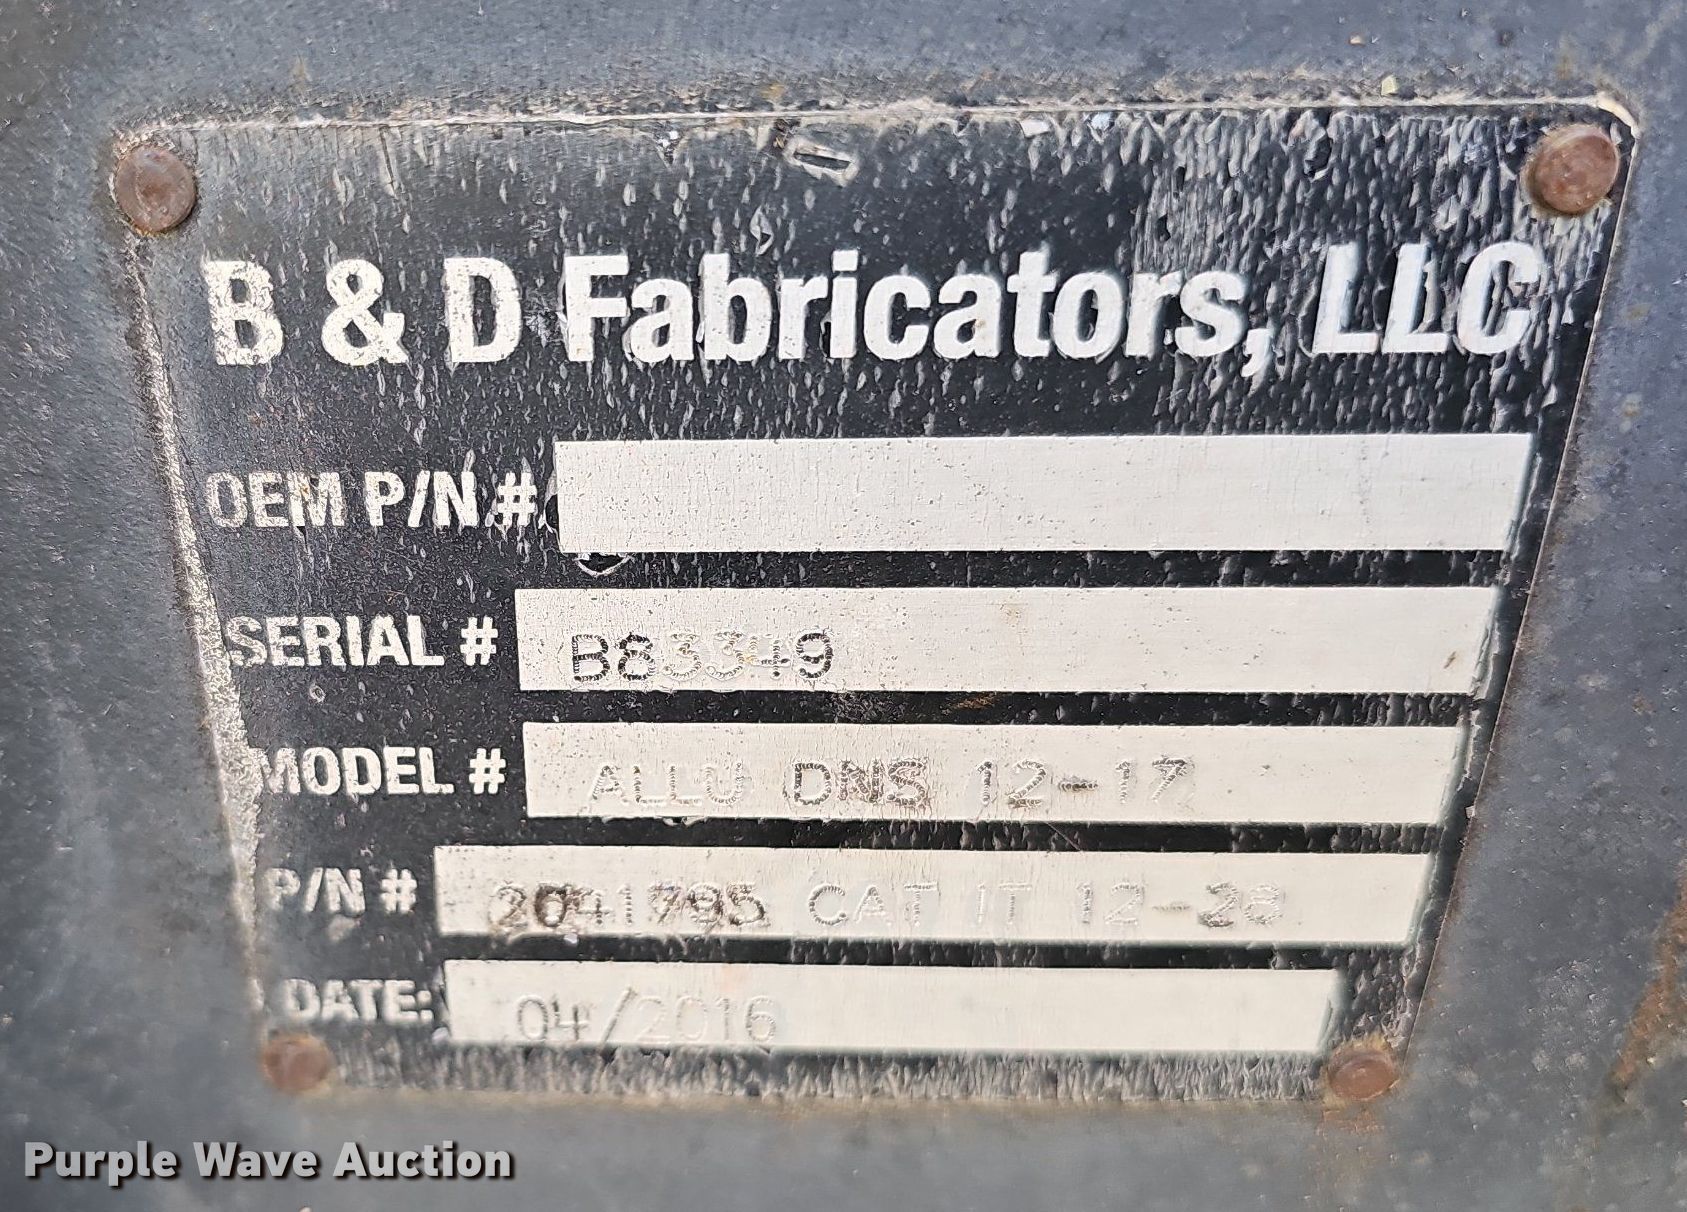 B & D Fabricators, LLC
OEM P/N #
SERIAL # B83349
MODEL # ALLO DNS 12-17
P/N # 2041795 CAT IT 12-28
DATE: 04/2016
Purple Wave Auction